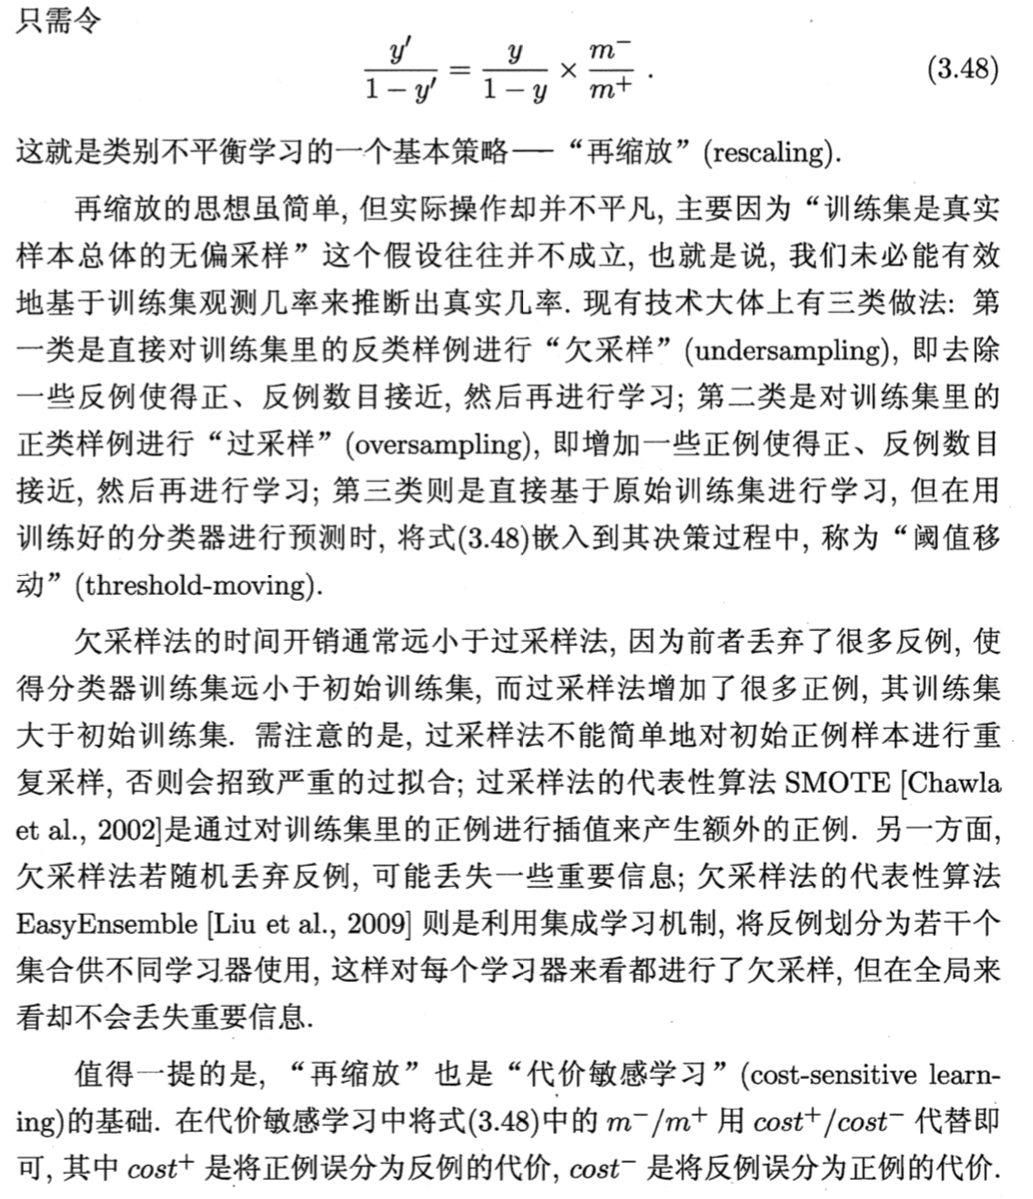 只需令
y′/(1 − y′) = y/(1 − y) × m⁻/m⁺ . (3.48)
这就是类别不平衡学习的一个基本策略——“再缩放”(rescaling).
再缩放的思想虽简单, 但实际操作却并不平凡, 主要因为“训练集是真实
样本总体的无偏采样”这个假设往往并不成立, 也就是说, 我们未必能有效
地基于训练集观测几率来推断出真实几率. 现有技术大体上有三类做法: 第
一类是直接对训练集里的反类样例进行“欠采样”(undersampling), 即去除
一些反例使得正、反例数目接近, 然后再进行学习; 第二类是对训练集里的
正类样例进行“过采样”(oversampling), 即增加一些正例使得正、反例数目
接近, 然后再进行学习; 第三类则是直接基于原始训练集进行学习, 但在用
训练好的分类器进行预测时, 将式(3.48)嵌入到其决策过程中, 称为“阈值移
动”(threshold-moving).
欠采样法的时间开销通常远小于过采样法, 因为前者丢弃了很多反例, 使
得分类器训练集远小于初始训练集, 而过采样法增加了很多正例, 其训练集
大于初始训练集. 需注意的是, 过采样法不能简单地对初始正例样本进行重
复采样, 否则会招致严重的过拟合; 过采样法的代表性算法 SMOTE [Chawla
et al., 2002]是通过对训练集里的正例进行插值来产生额外的正例. 另一方面,
欠采样法若随机丢弃反例, 可能丢失一些重要信息; 欠采样法的代表性算法
EasyEnsemble [Liu et al., 2009] 则是利用集成学习机制, 将反例划分为若干个
集合供不同学习器使用, 这样对每个学习器来看都进行了欠采样, 但在全局来
看却不会丢失重要信息.
值得一提的是, “再缩放”也是“代价敏感学习”(cost-sensitive learn-
ing)的基础. 在代价敏感学习中将式(3.48)中的 m⁻/m⁺ 用 cost⁺/cost⁻ 代替即
可, 其中 cost⁺ 是将正例误分为反例的代价, cost⁻ 是将反例误分为正例的代价.